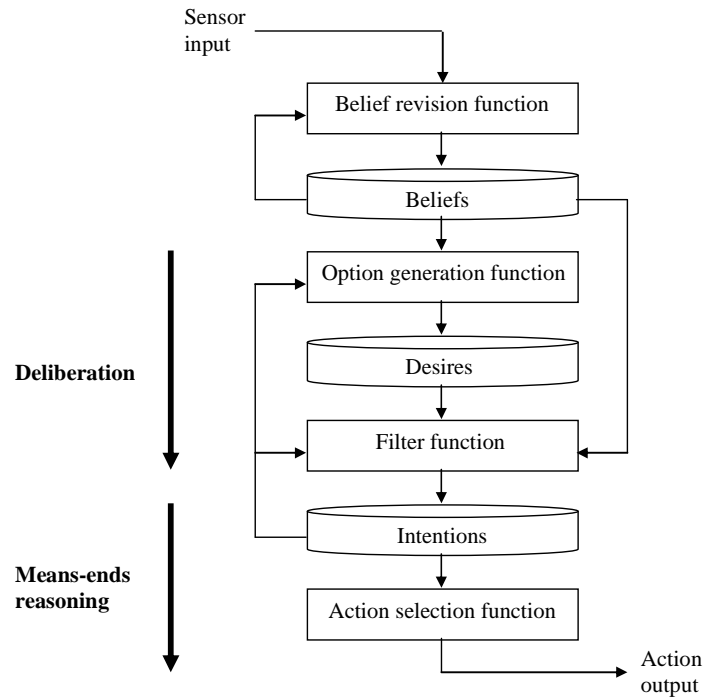 Sensor
input
Belief revision function
Beliefs
Option generation function
Desires
Deliberation
Filter function
Intentions
Means-ends
reasoning
Action selection function
Action
output